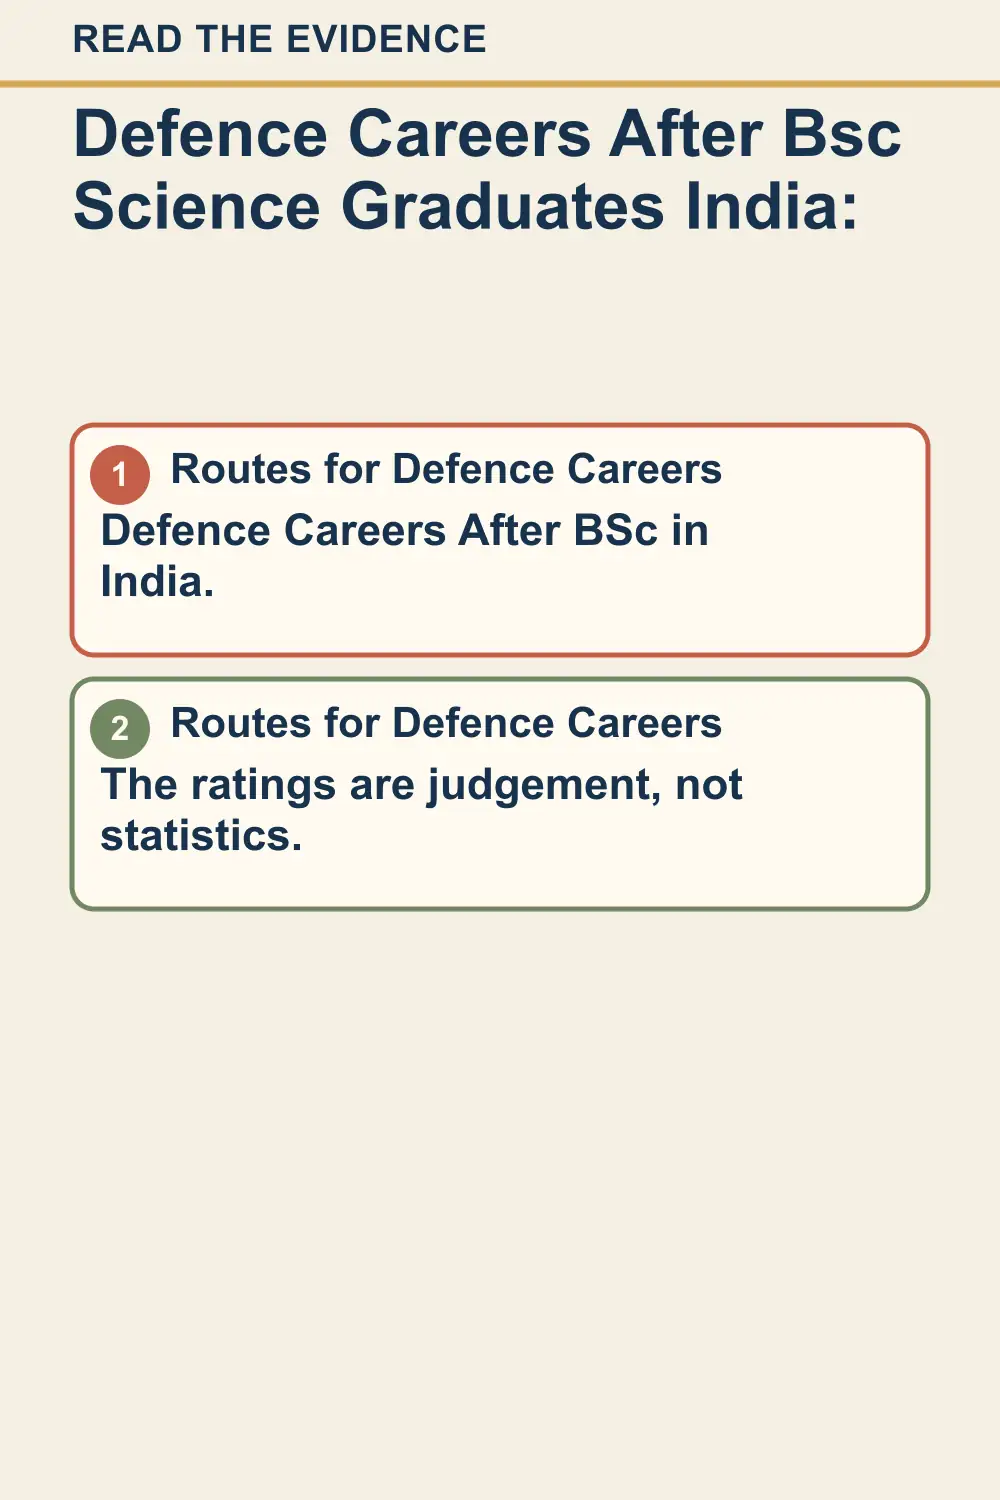 READ THE EVIDENCE
Defence Careers After Bsc
Science Graduates India:
1 Routes for Defence Careers
Defence Careers After BSc in
India.
2 Routes for Defence Careers
The ratings are judgement, not
statistics.